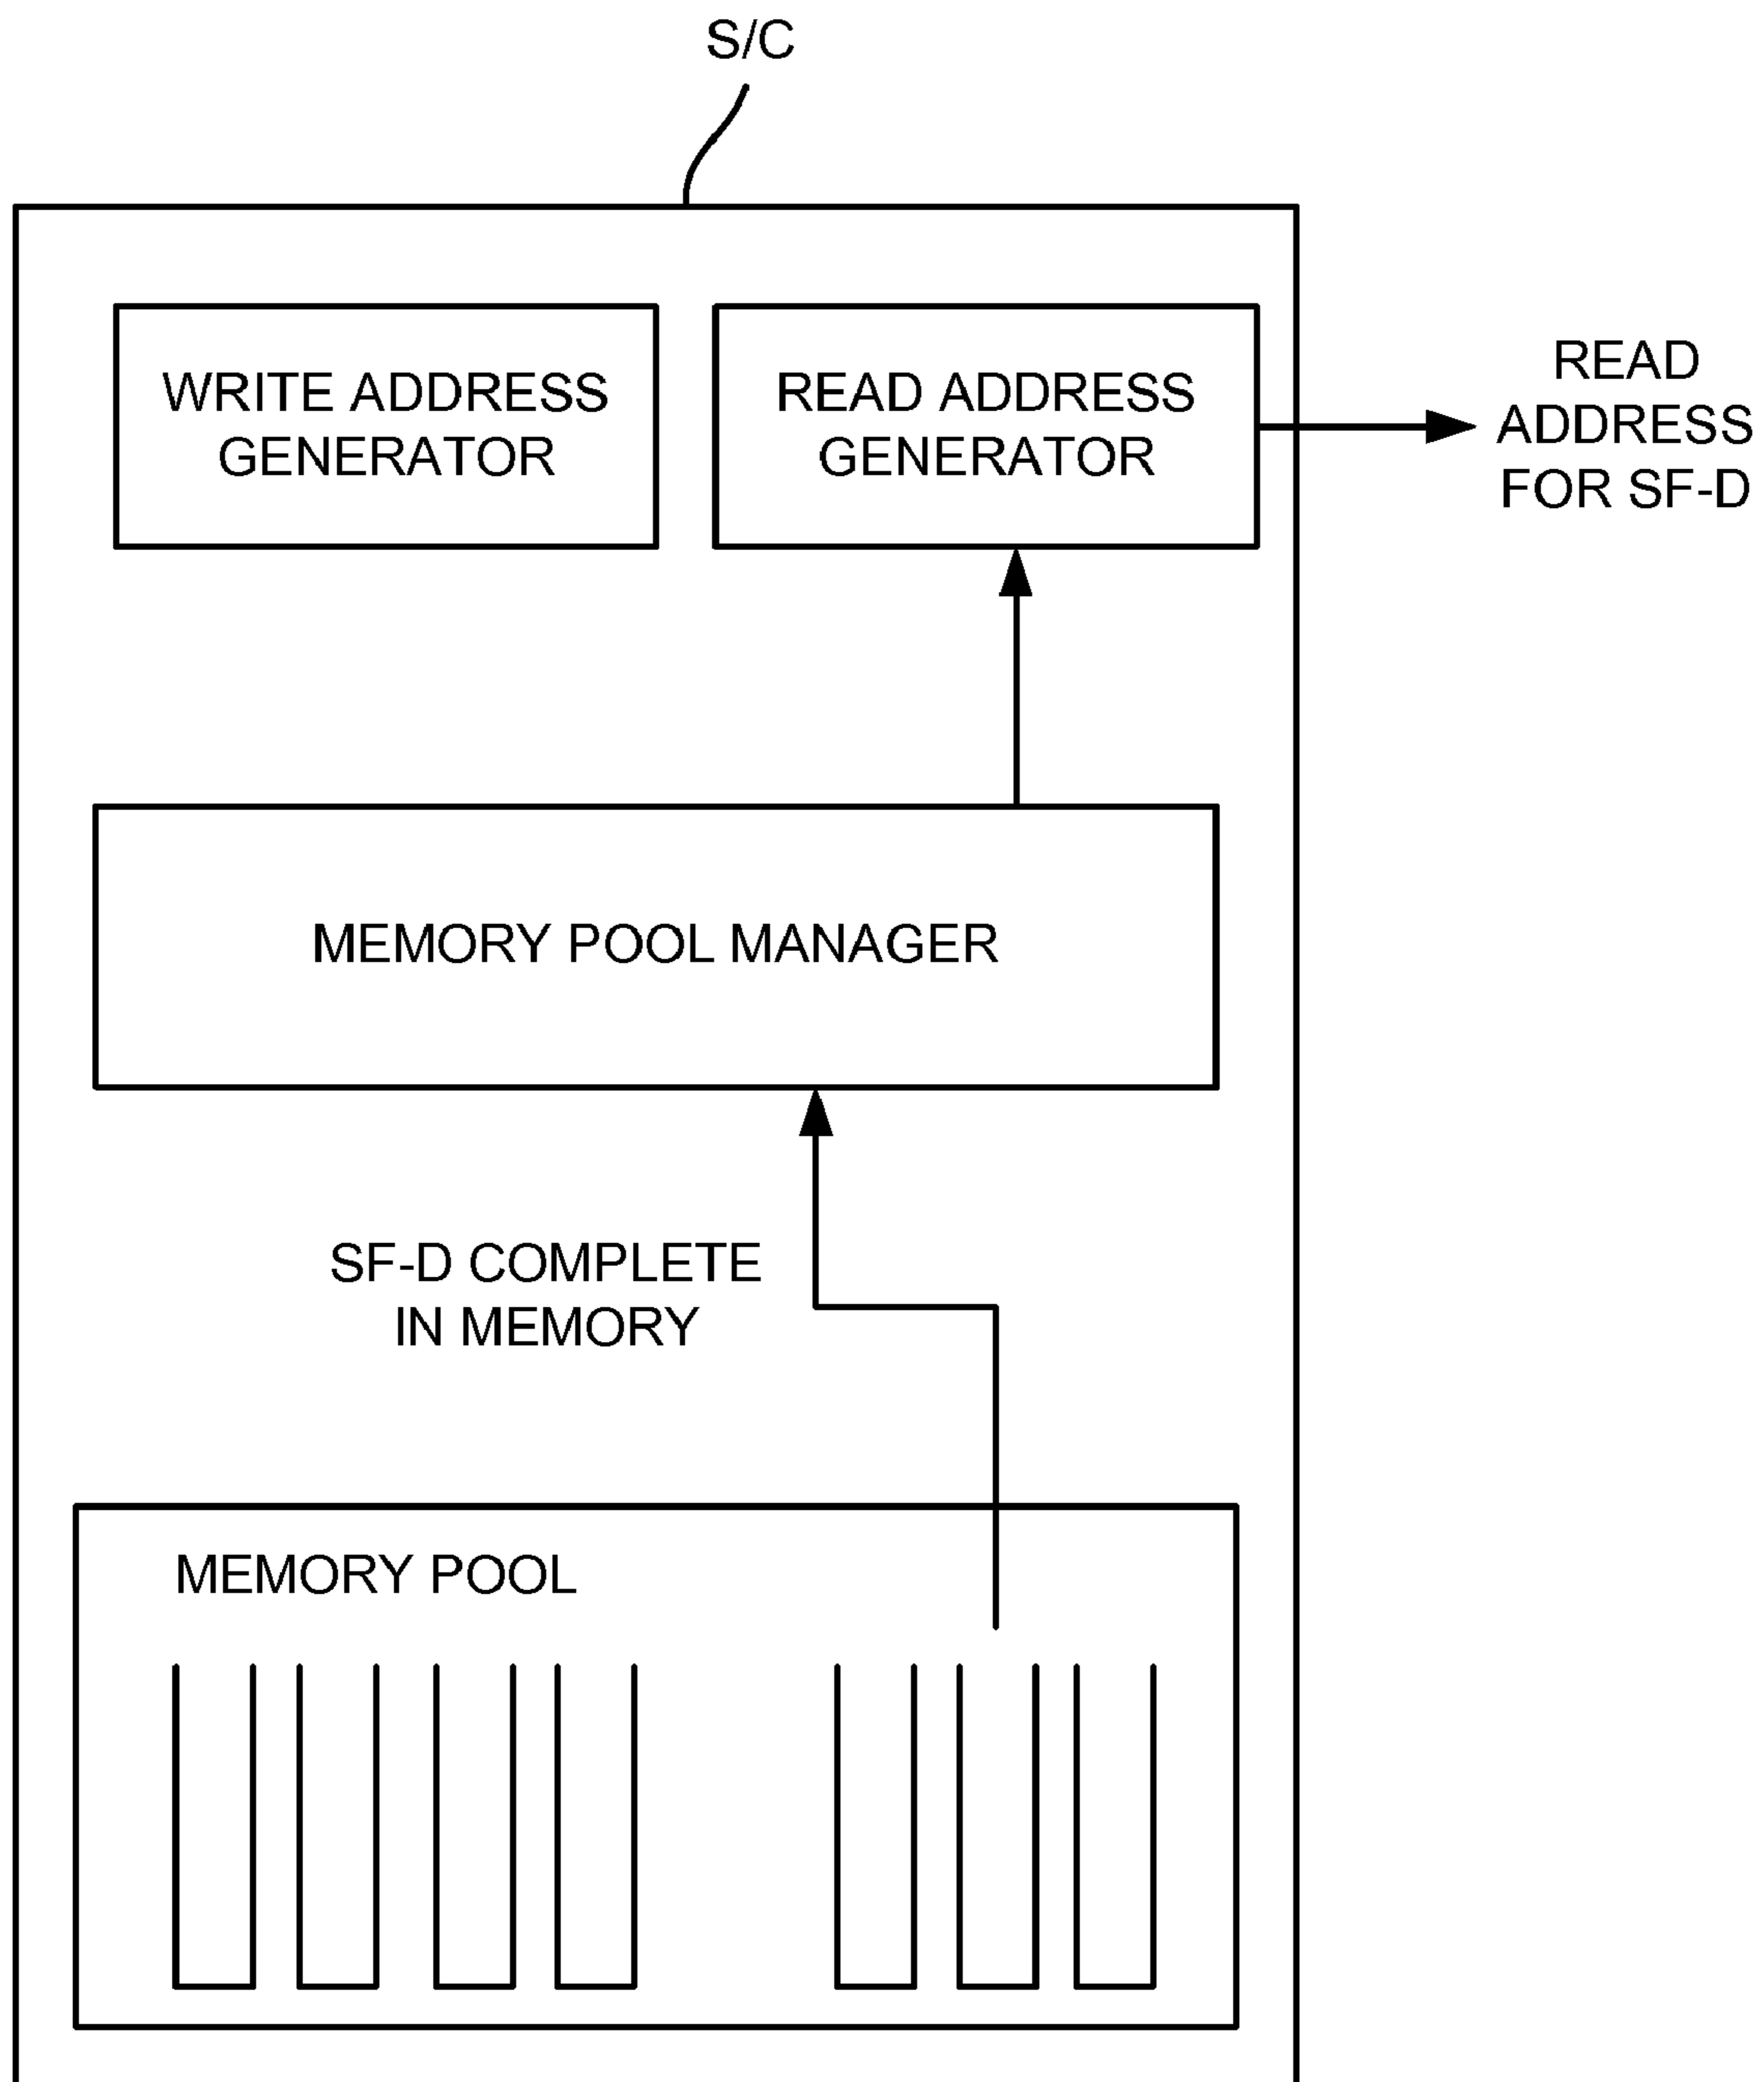 S/C
WRITE ADDRESS
GENERATOR
READ ADDRESS
GENERATOR
READ
ADDRESS
FOR SF-D
MEMORY POOL MANAGER
SF-D COMPLETE
IN MEMORY
MEMORY POOL